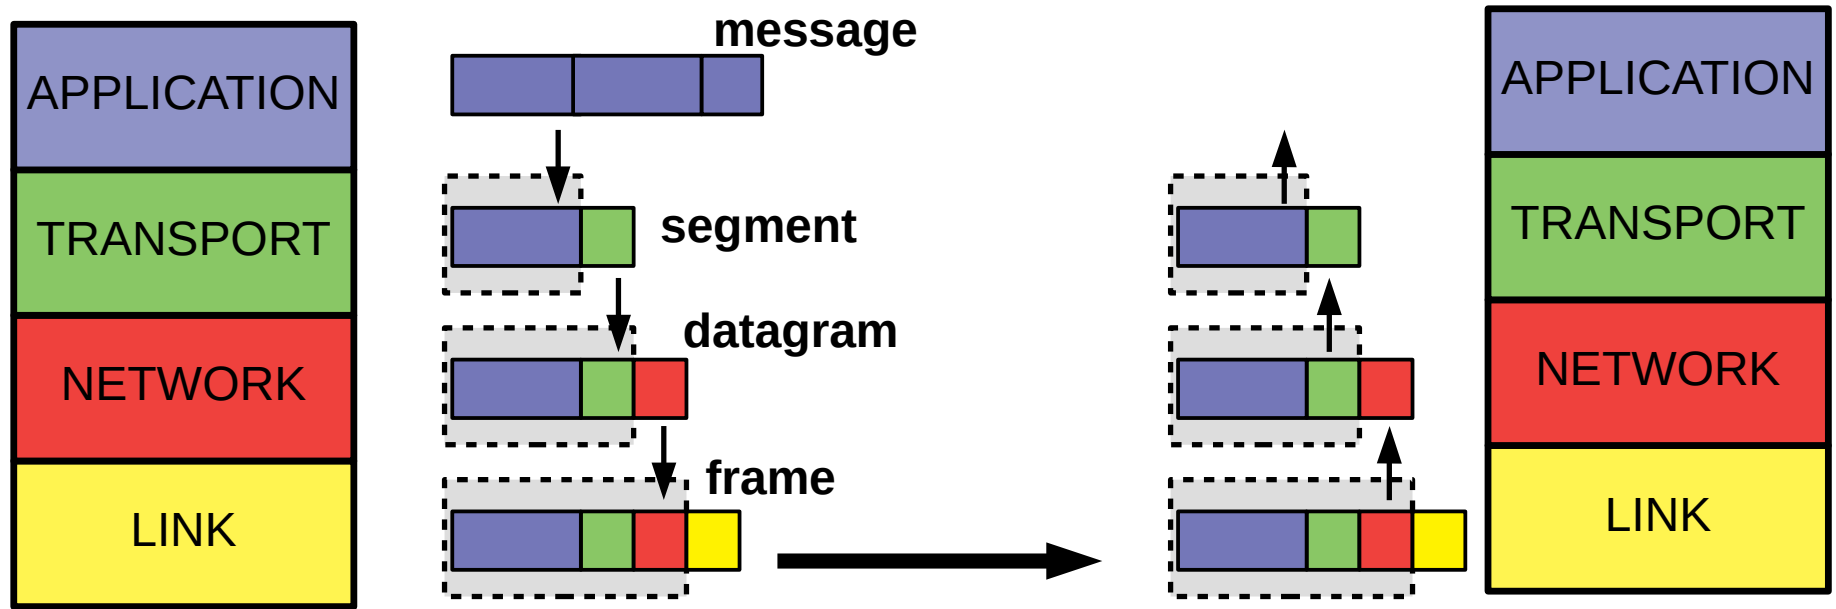 APPLICATION
TRANSPORT
NETWORK
LINK
message
segment
datagram
frame
APPLICATION
TRANSPORT
NETWORK
LINK